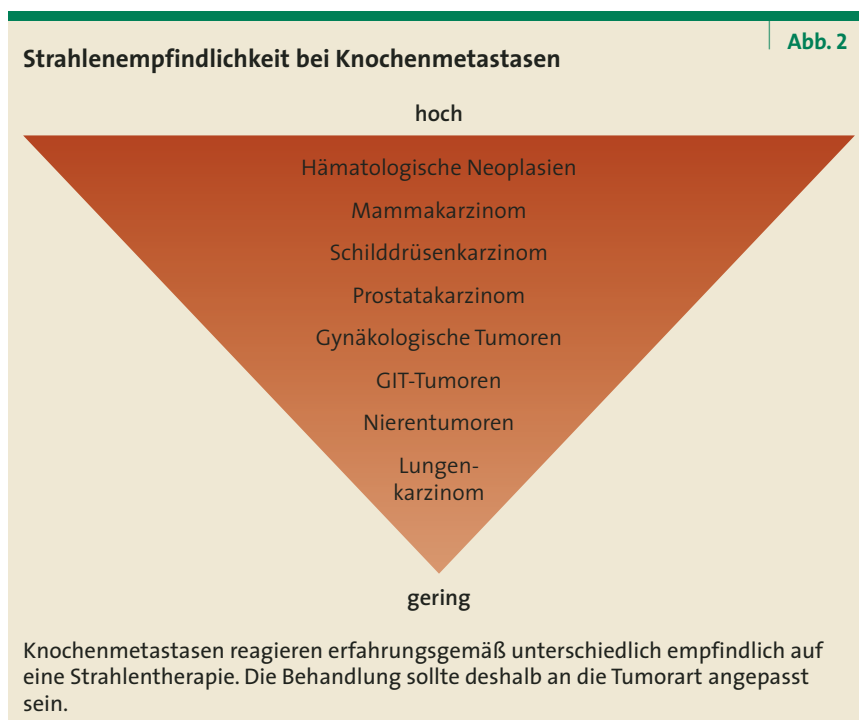 Abb. 2
Strahlenempfindlichkeit bei Knochenmetastasen
hoch
Hämatologische Neoplasien
Mammakarzinom
Schilddrüsenkarzinom
Prostatakarzinom
Gynäkologische Tumoren
GIT-Tumoren
Nierentumoren
Lungen-
karzinom
gering
Knochenmetastasen reagieren erfahrungsgemäß unterschiedlich empfindlich auf
eine Strahlentherapie. Die Behandlung sollte deshalb an die Tumorart angepasst
sein.